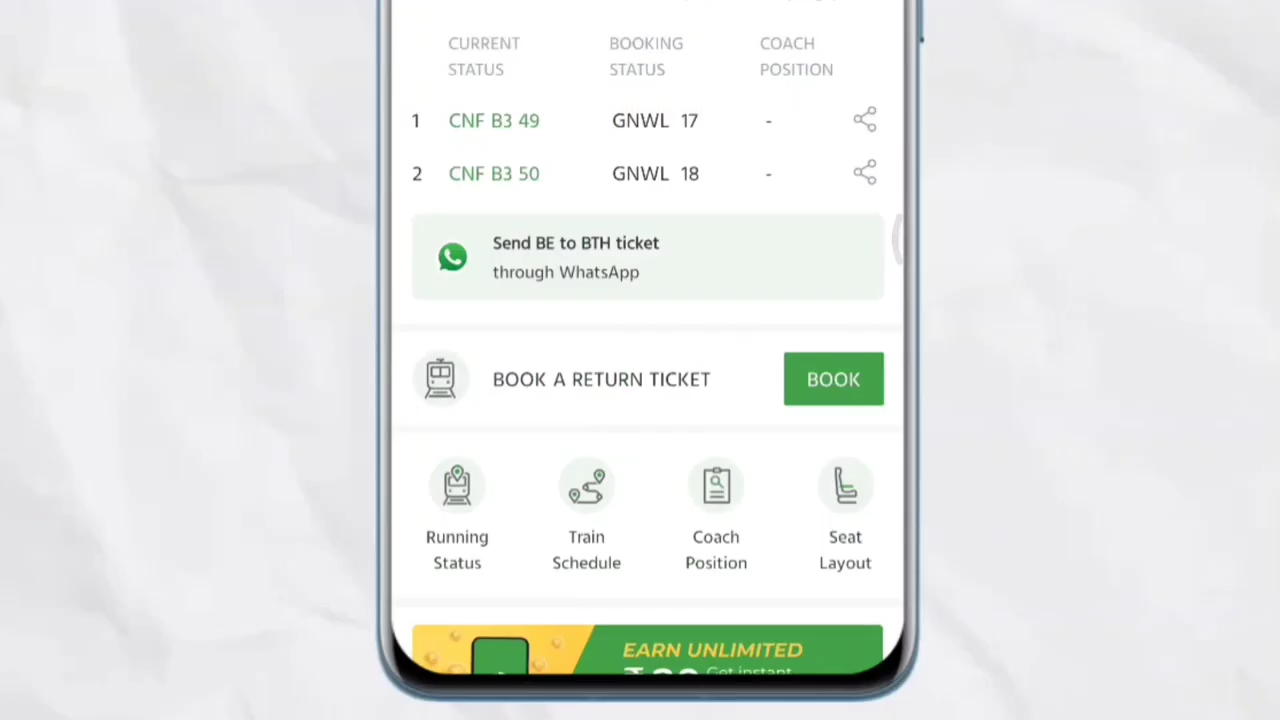 CURRENT STATUS BOOKING STATUS COACH POSITION
1 CNF B3 49 GNWL 17 -
2 CNF B3 50 GNWL 18 -
Send BE to BTH ticket
through WhatsApp
BOOK A RETURN TICKET BOOK
Running Status
Train Schedule
Coach Position
Seat Layout
EARN UNLIMITED
Get instant